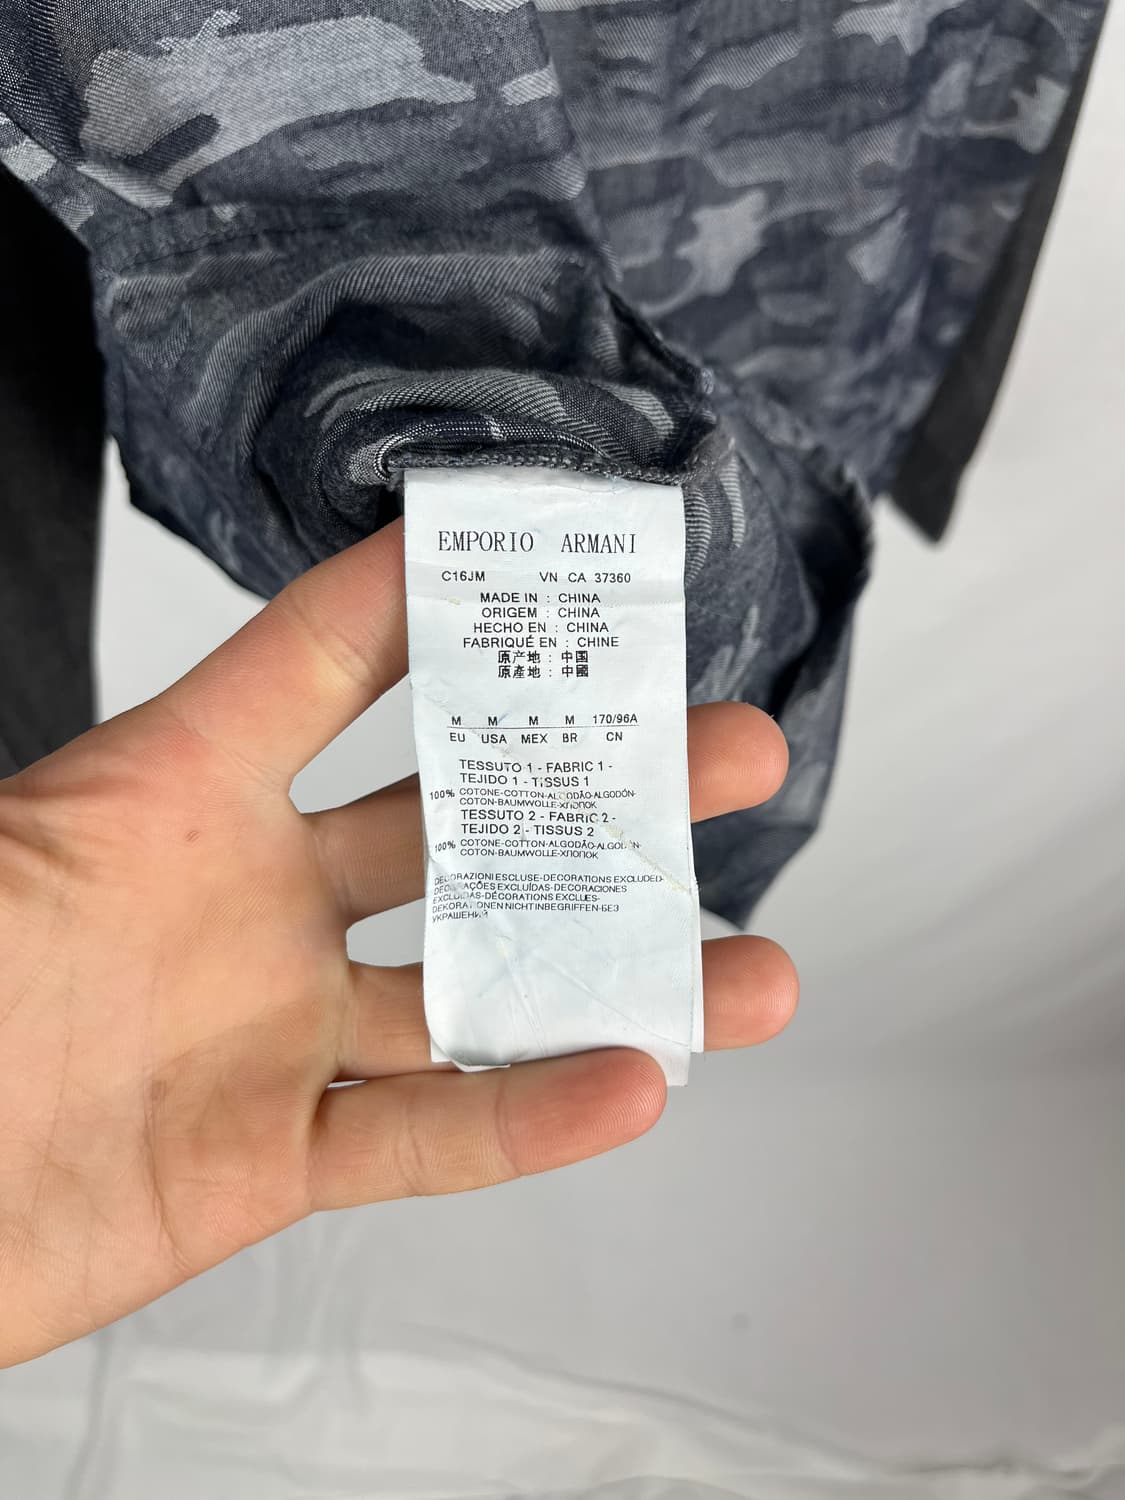 EMPORIO ARMANI
C16JM VN CA 37360
MADE IN : CHINA
ORIGEM : CHINA
HECHO EN : CHINA
FABRIQUÉ EN : CHINE
原产地 : 中国
原產地 : 中國
M M M M 170/96A
EU USA MEX BR CN
TESSUTO 1 - FABRIC 1 -
TEJIDO 1 - TISSUS 1
100% COTONE-COTTON-ALGODÃO-ALGODÓN-
COTON-BAUMWOLLE-ХЛОПОК
TESSUTO 2 - FABRIC 2 -
TEJIDO 2 - TISSUS 2
100% COTONE-COTTON-ALGODÃO-ALGODÓN-
COTON-BAUMWOLLE-ХЛОПОК
DECORAZIONI ESCLUSE-DECORATIONS EXCLUDED-
DECORAÇÕES EXCLUÍDAS-DECORACIONES
EXCLUÍDAS-DÉCORATIONS EXCLUES-
DEKORATIONEN NICHT INBEGRIFFEN-БЕЗ
УКРАШЕНИЙ